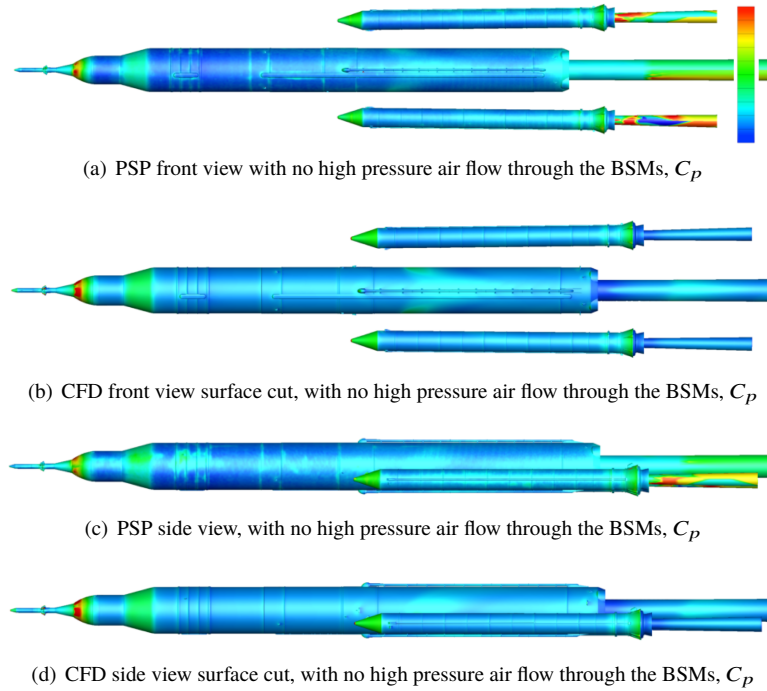 (a) PSP front view with no high pressure air flow through the BSMs, Cp
(b) CFD front view surface cut, with no high pressure air flow through the BSMs, Cp
(c) PSP side view, with no high pressure air flow through the BSMs, Cp
(d) CFD side view surface cut, with no high pressure air flow through the BSMs, Cp